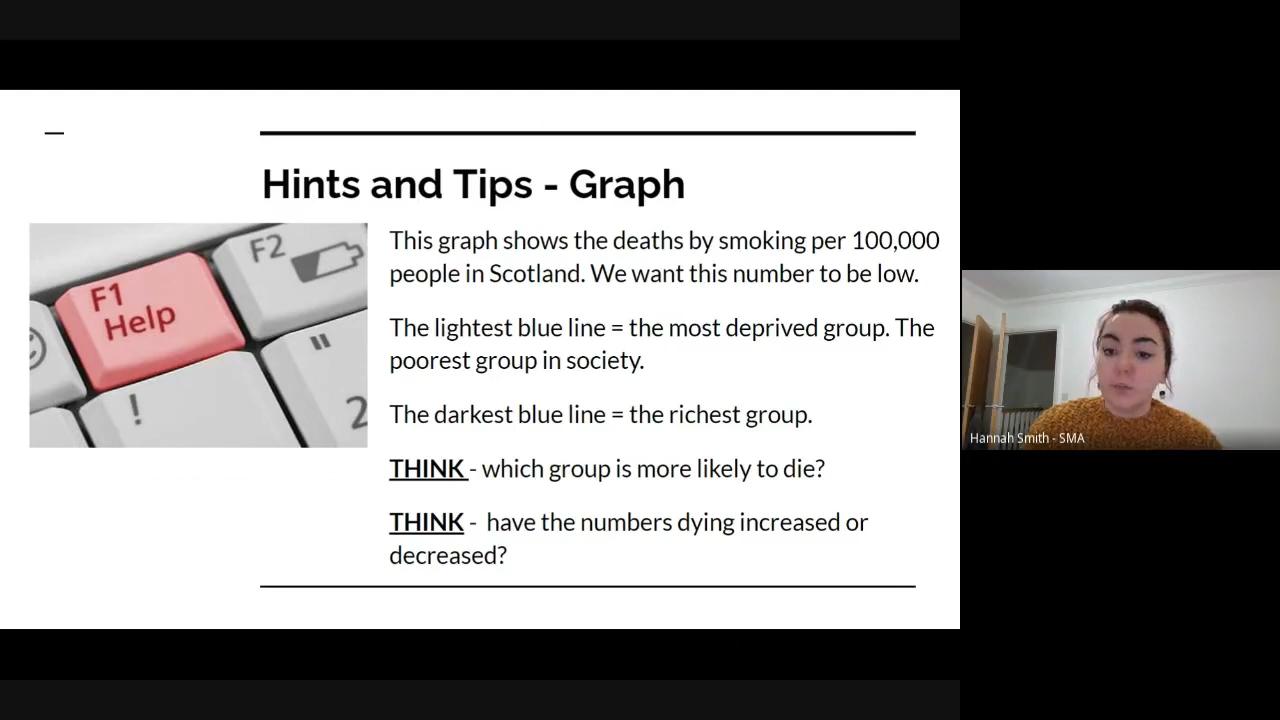 Hints and Tips - Graph
This graph shows the deaths by smoking per 100,000
people in Scotland. We want this number to be low.
The lightest blue line = the most deprived group. The
poorest group in society.
The darkest blue line = the richest group.
THINK - which group is more likely to die?
THINK - have the numbers dying increased or
decreased?
F1
Help
F2
"
!
2
Hannah Smith - SMA